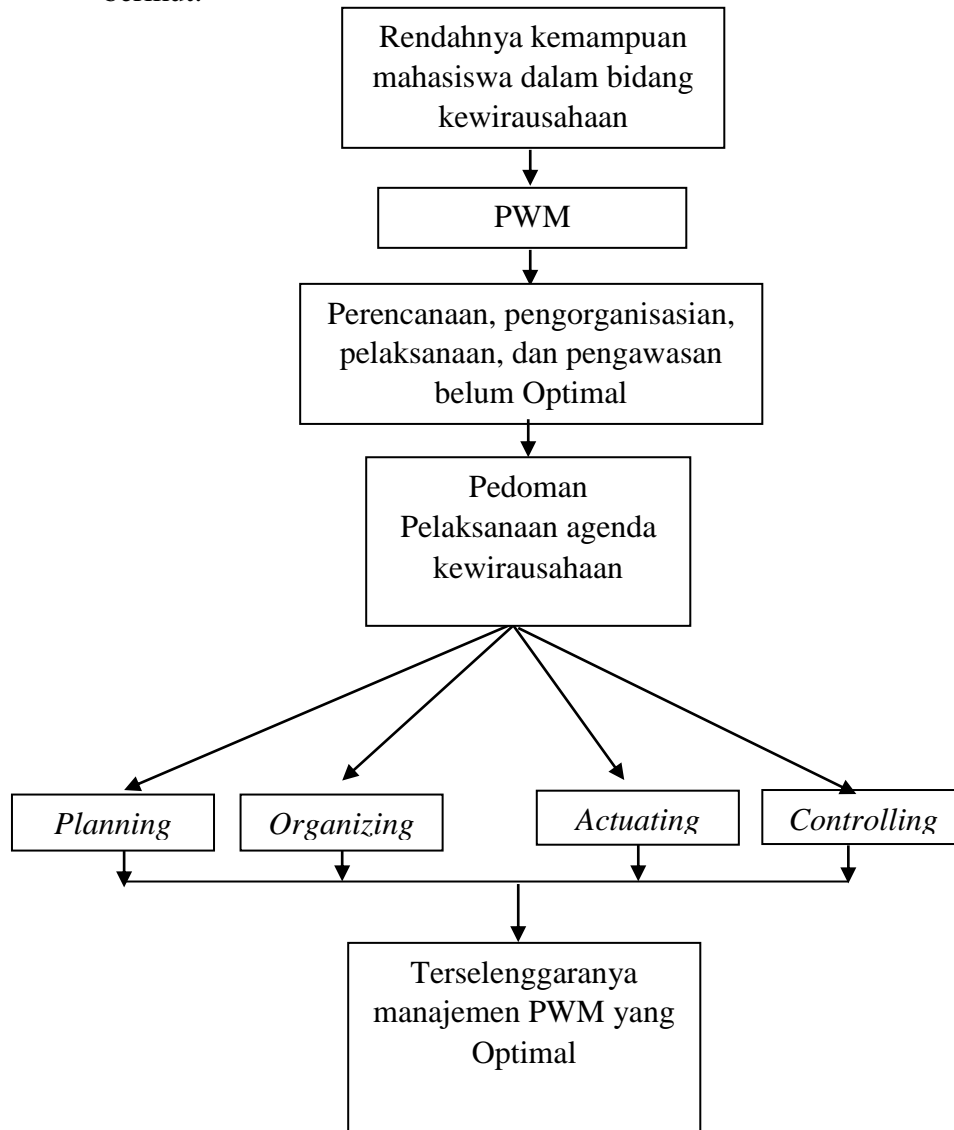 Rendahnya kemampuan
mahasiswa dalam bidang
kewirausahaan
PWM
Perencanaan, pengorganisasian,
pelaksanaan, dan pengawasan
belum Optimal
Pedoman
Pelaksanaan agenda
kewirausahaan
Planning
Organizing
Actuating
Controlling
Terselenggaranya
manajemen PWM yang
Optimal